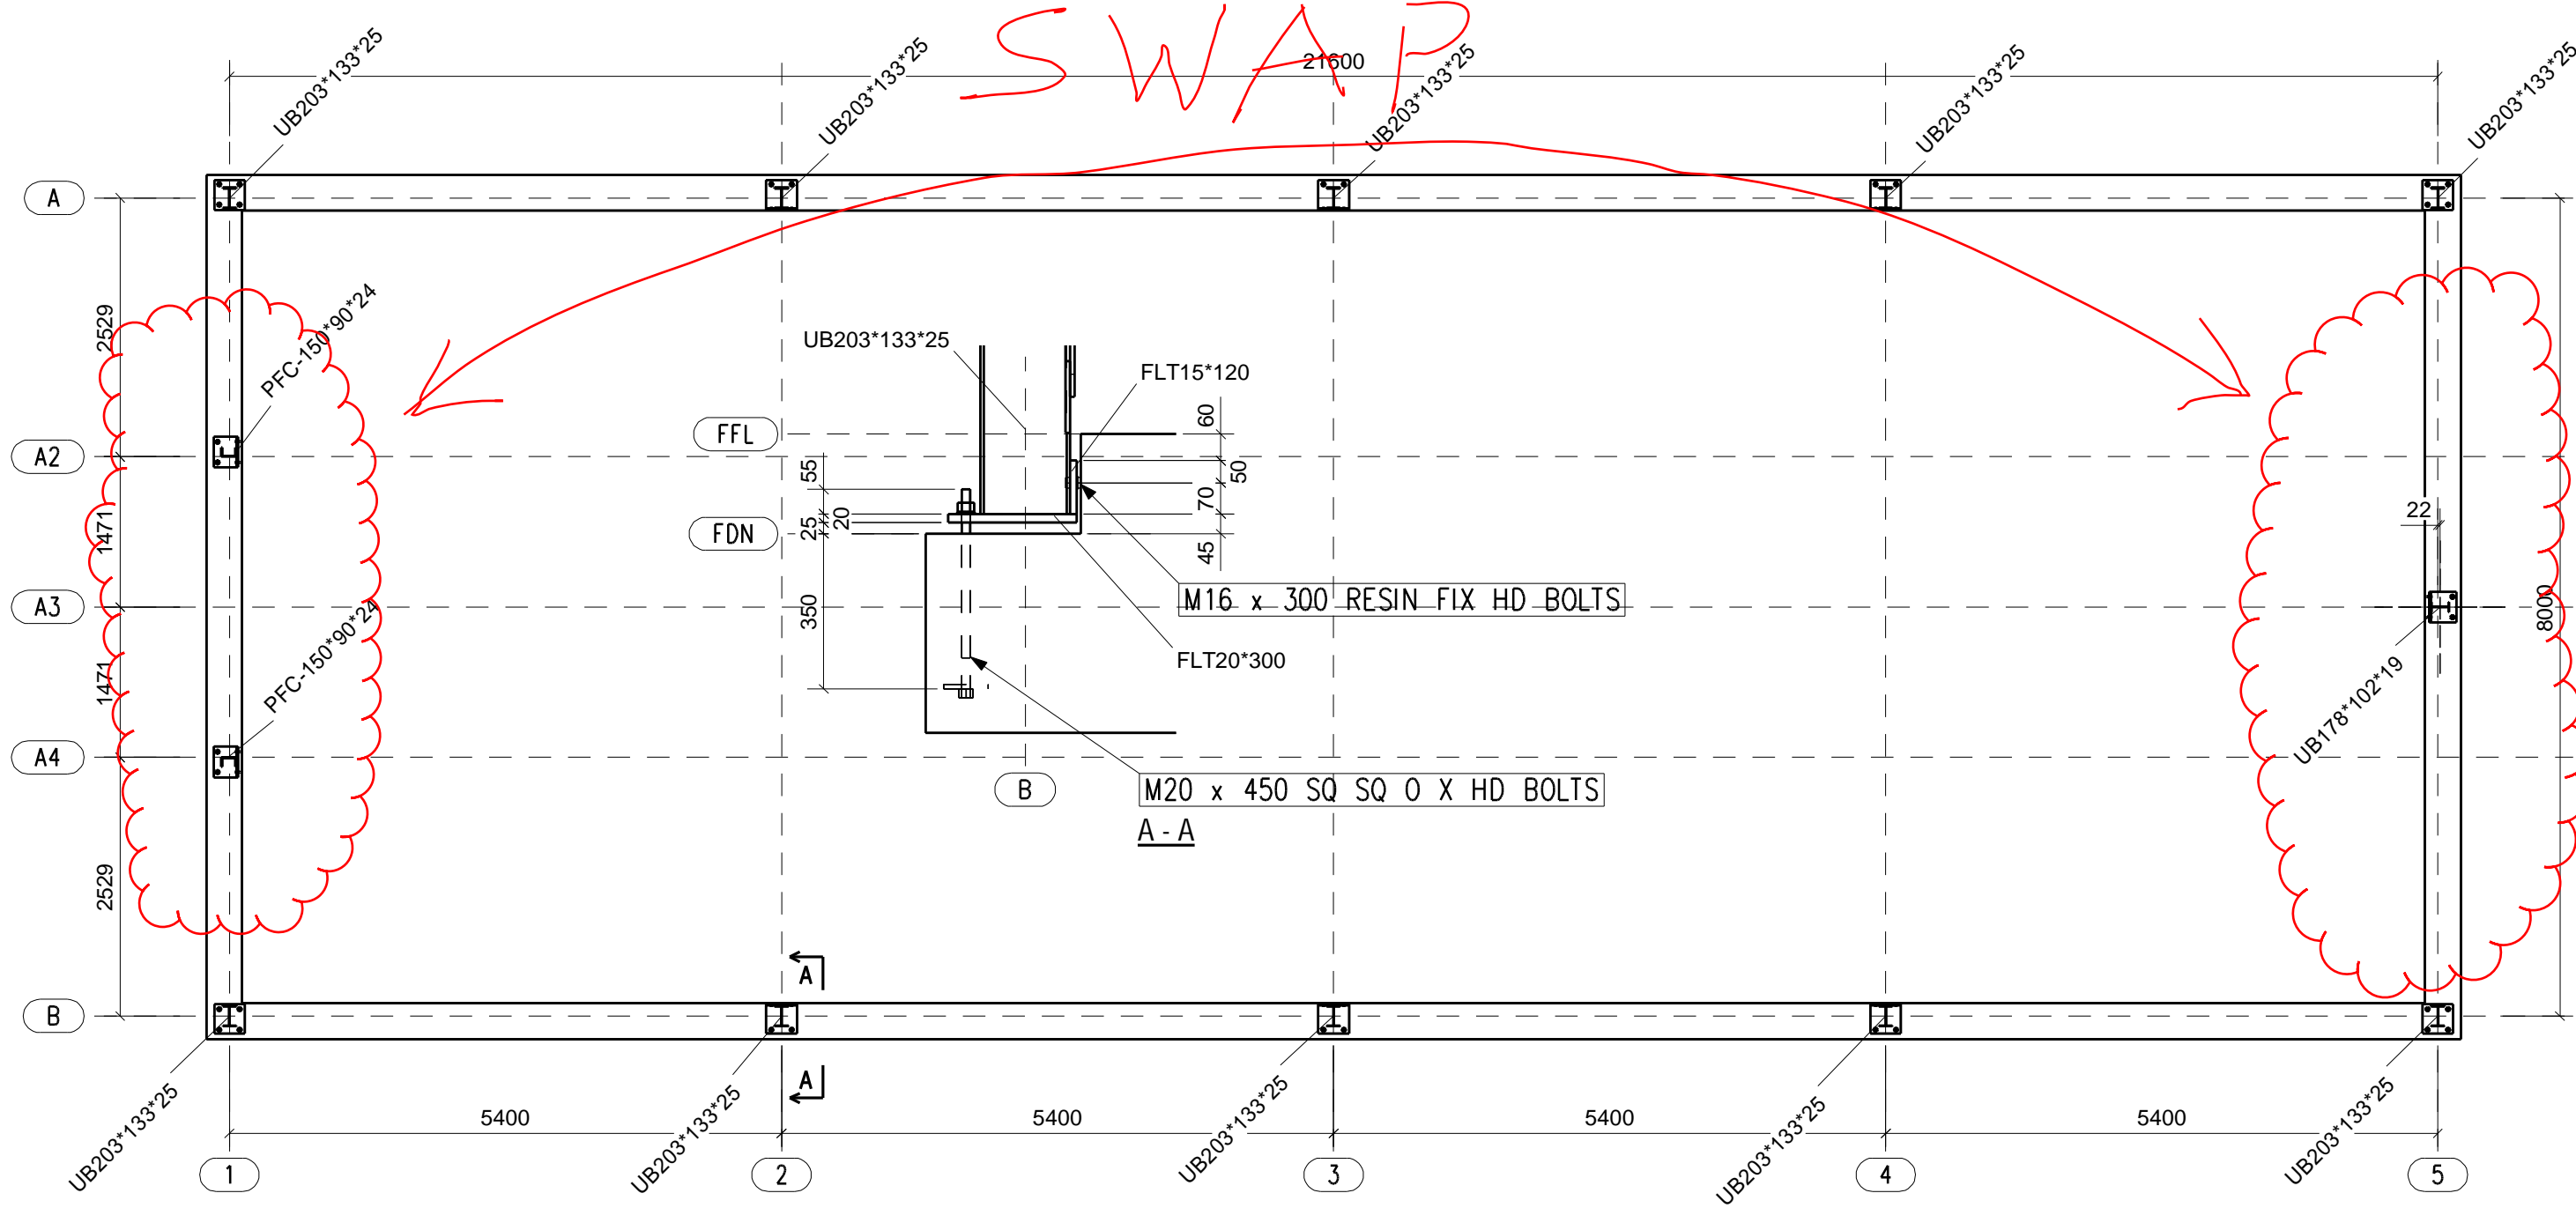 SWAP
21600
UB203*133*25
UB203*133*25
UB203*133*25
UB203*133*25
UB203*133*25
A
2529
PFC-150*90*24
A2
1471
A3
1471
PFC-150*90*24
A4
2529
B
UB203*133*25
FLT15*120
FFL
FDN
55
20
25
350
60
50
70
45
M16 x 300 RESIN FIX HD BOLTS
FLT20*300
B
M20 x 450 SQ SQ O X HD BOLTS
A - A
22
8000
UB178*102*19
A
A
UB203*133*25
UB203*133*25
UB203*133*25
UB203*133*25
UB203*133*25
5400
5400
5400
5400
1
2
3
4
5